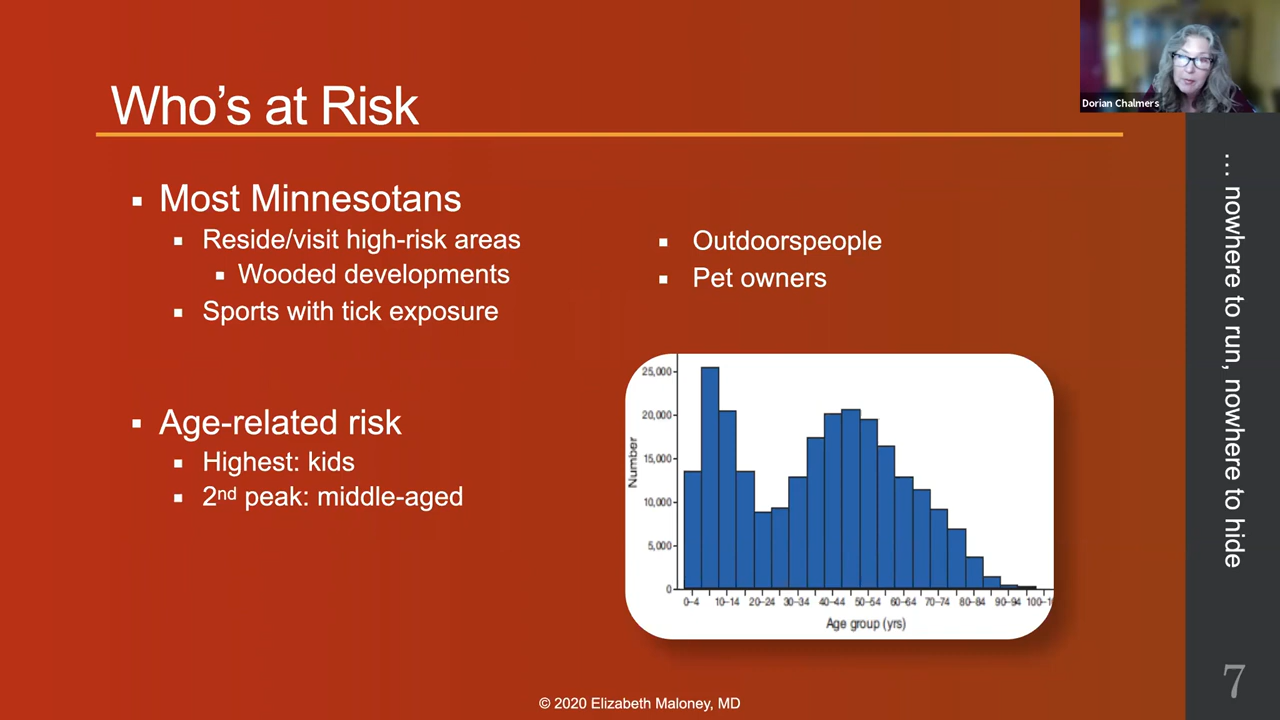 Who's at Risk
Dorian Chalmers
Most Minnesotans
Reside/visit high-risk areas
Wooded developments
Sports with tick exposure
Outdoorspeople
Pet owners
Age-related risk
Highest: kids
2nd peak: middle-aged
25,000
20,000
15,000
10,000
5,000
0
Number
0–4 10–14 20–24 30–34 40–44 50–54 60–64 70–74 80–84 90–94
Age group (yrs)
... nowhere to run, nowhere to hide
7
© 2020 Elizabeth Maloney, MD